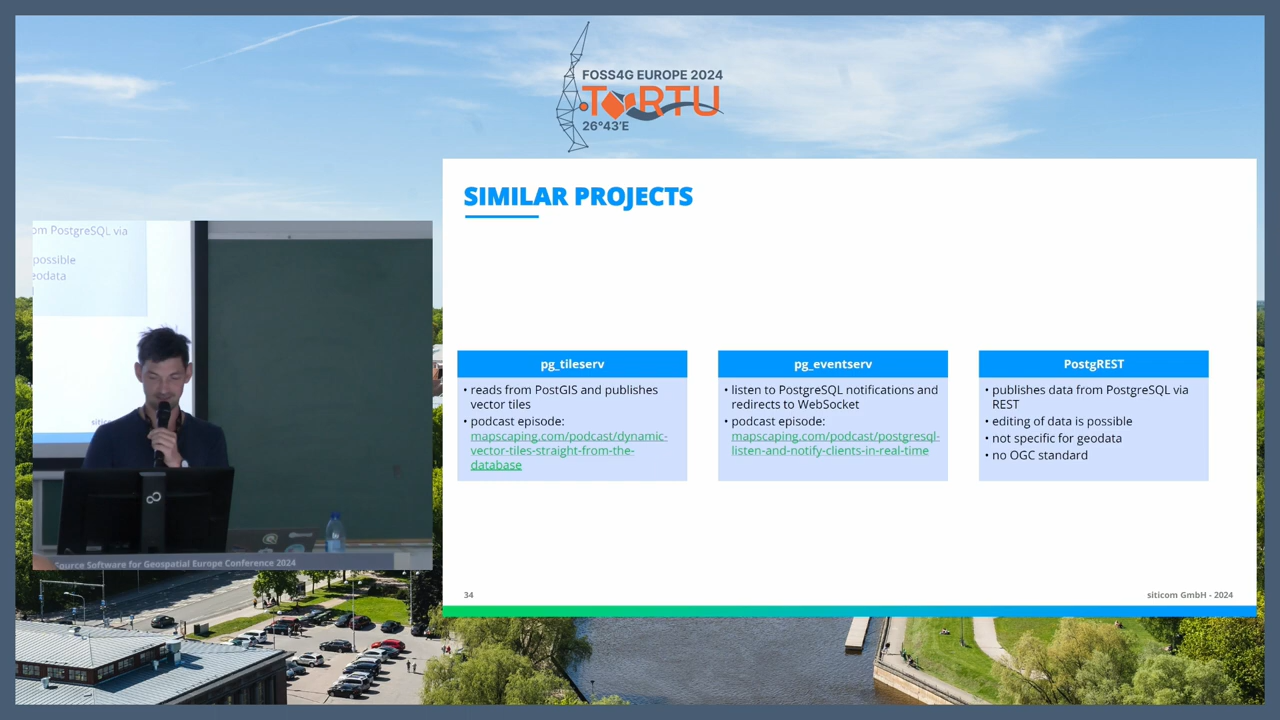 FOSS4G EUROPE 2024
TARTU
26°43'E
SIMILAR PROJECTS
om PostgreSQL via
possible
eodata
sitic
Source Software for Geospatial Europe Conference 2024
pg_tileserv
• reads from PostGIS and publishes
vector tiles
• podcast episode:
mapscaping.com/podcast/dynamic-
vector-tiles-straight-from-the-
database
pg_eventserv
• listen to PostgreSQL notifications and
redirects to WebSocket
• podcast episode:
mapscaping.com/podcast/postgresql-
listen-and-notify-clients-in-real-time
PostgREST
• publishes data from PostgreSQL via
REST
• editing of data is possible
• not specific for geodata
• no OGC standard
34
siticom GmbH - 2024